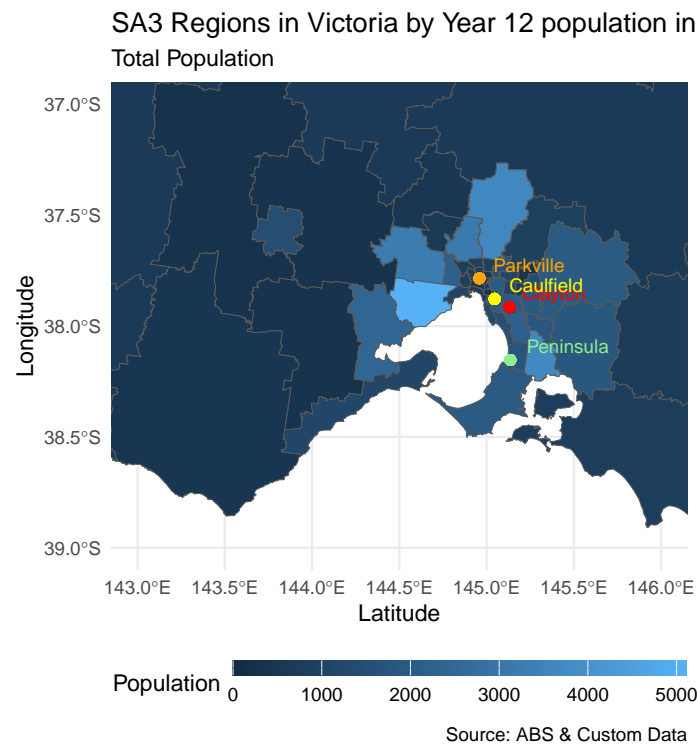 SA3 Regions in Victoria by Year 12 population in
Total Population
37.0°S
37.5°S
38.0°S
38.5°S
39.0°S
Longitude
Parkville
Caulfield
Clayton
Peninsula
143.0°E 143.5°E 144.0°E 144.5°E 145.0°E 145.5°E 146.0°E
Latitude
Population
0 1000 2000 3000 4000 5000
Source: ABS & Custom Data